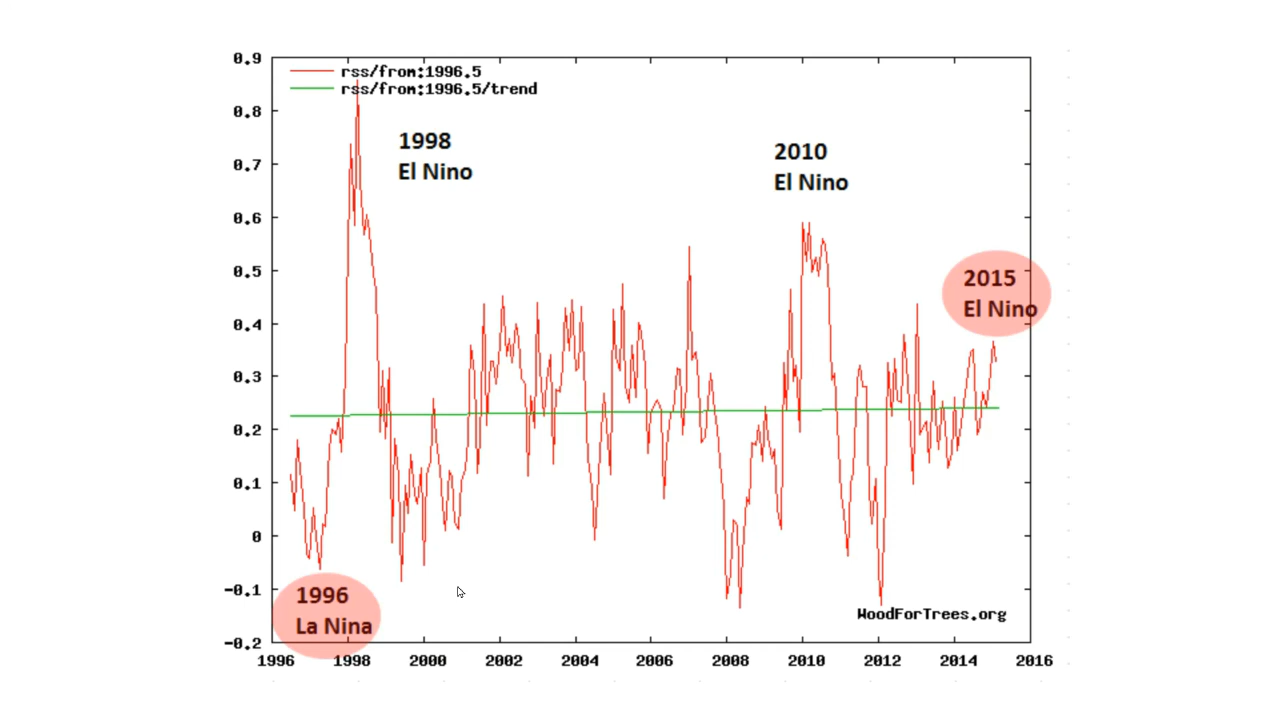 0.9
rss/from:1996.5
rss/from:1996.5/trend
0.8
1998
El Nino
2010
El Nino
0.7
0.6
0.5
2015
El Nino
0.4
0.3
0.2
0.1
0
-0.1
1996
La Nina
WoodForTrees.org
-0.2
1996 1998 2000 2002 2004 2006 2008 2010 2012 2014 2016